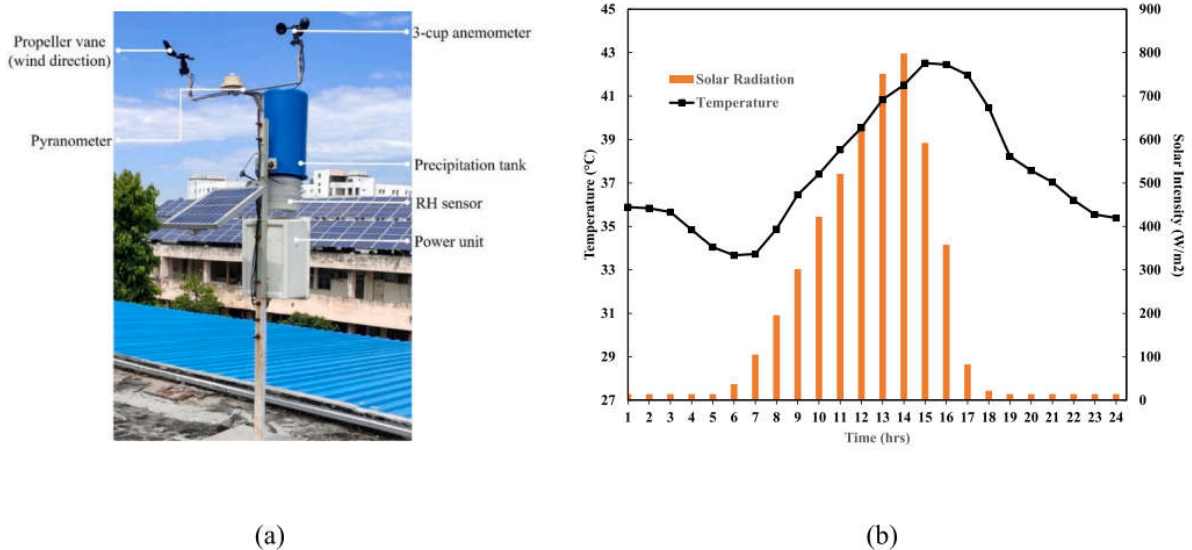 Propeller vane
(wind direction)
3-cup anemometer
Pyranometer
Precipitation tank
RH sensor
Power unit
(a)
Solar Radiation
Temperature
Temperature (°C)
45
43
41
39
37
35
33
31
29
27
Solar Intensity (W/m2)
900
800
700
600
500
400
300
200
100
0
1 2 3 4 5 6 7 8 9 10 11 12 13 14 15 16 17 18 19 20 21 22 23 24
Time (hrs)
(b)